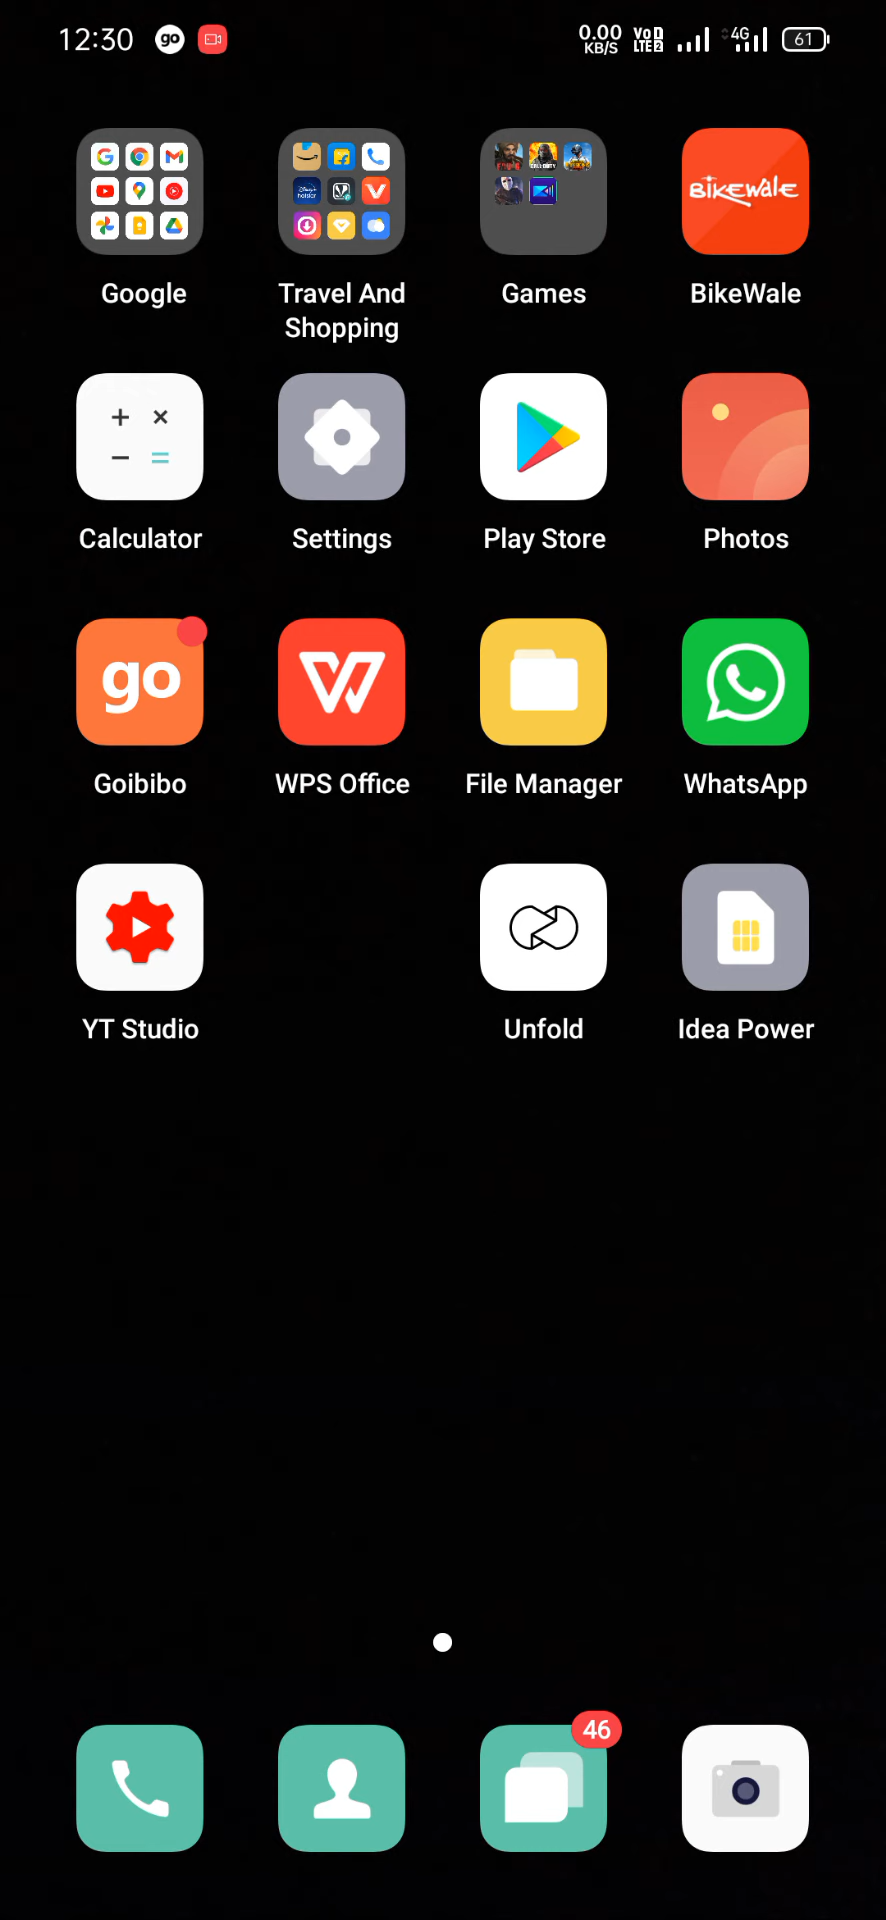 12:30 go 0.00 KB/S VoD LTE2 4G 61
BikeWale
Google Travel And Shopping Games BikeWale
Calculator Settings Play Store Photos
go
Goibibo WPS Office File Manager WhatsApp
YT Studio Unfold Idea Power
46